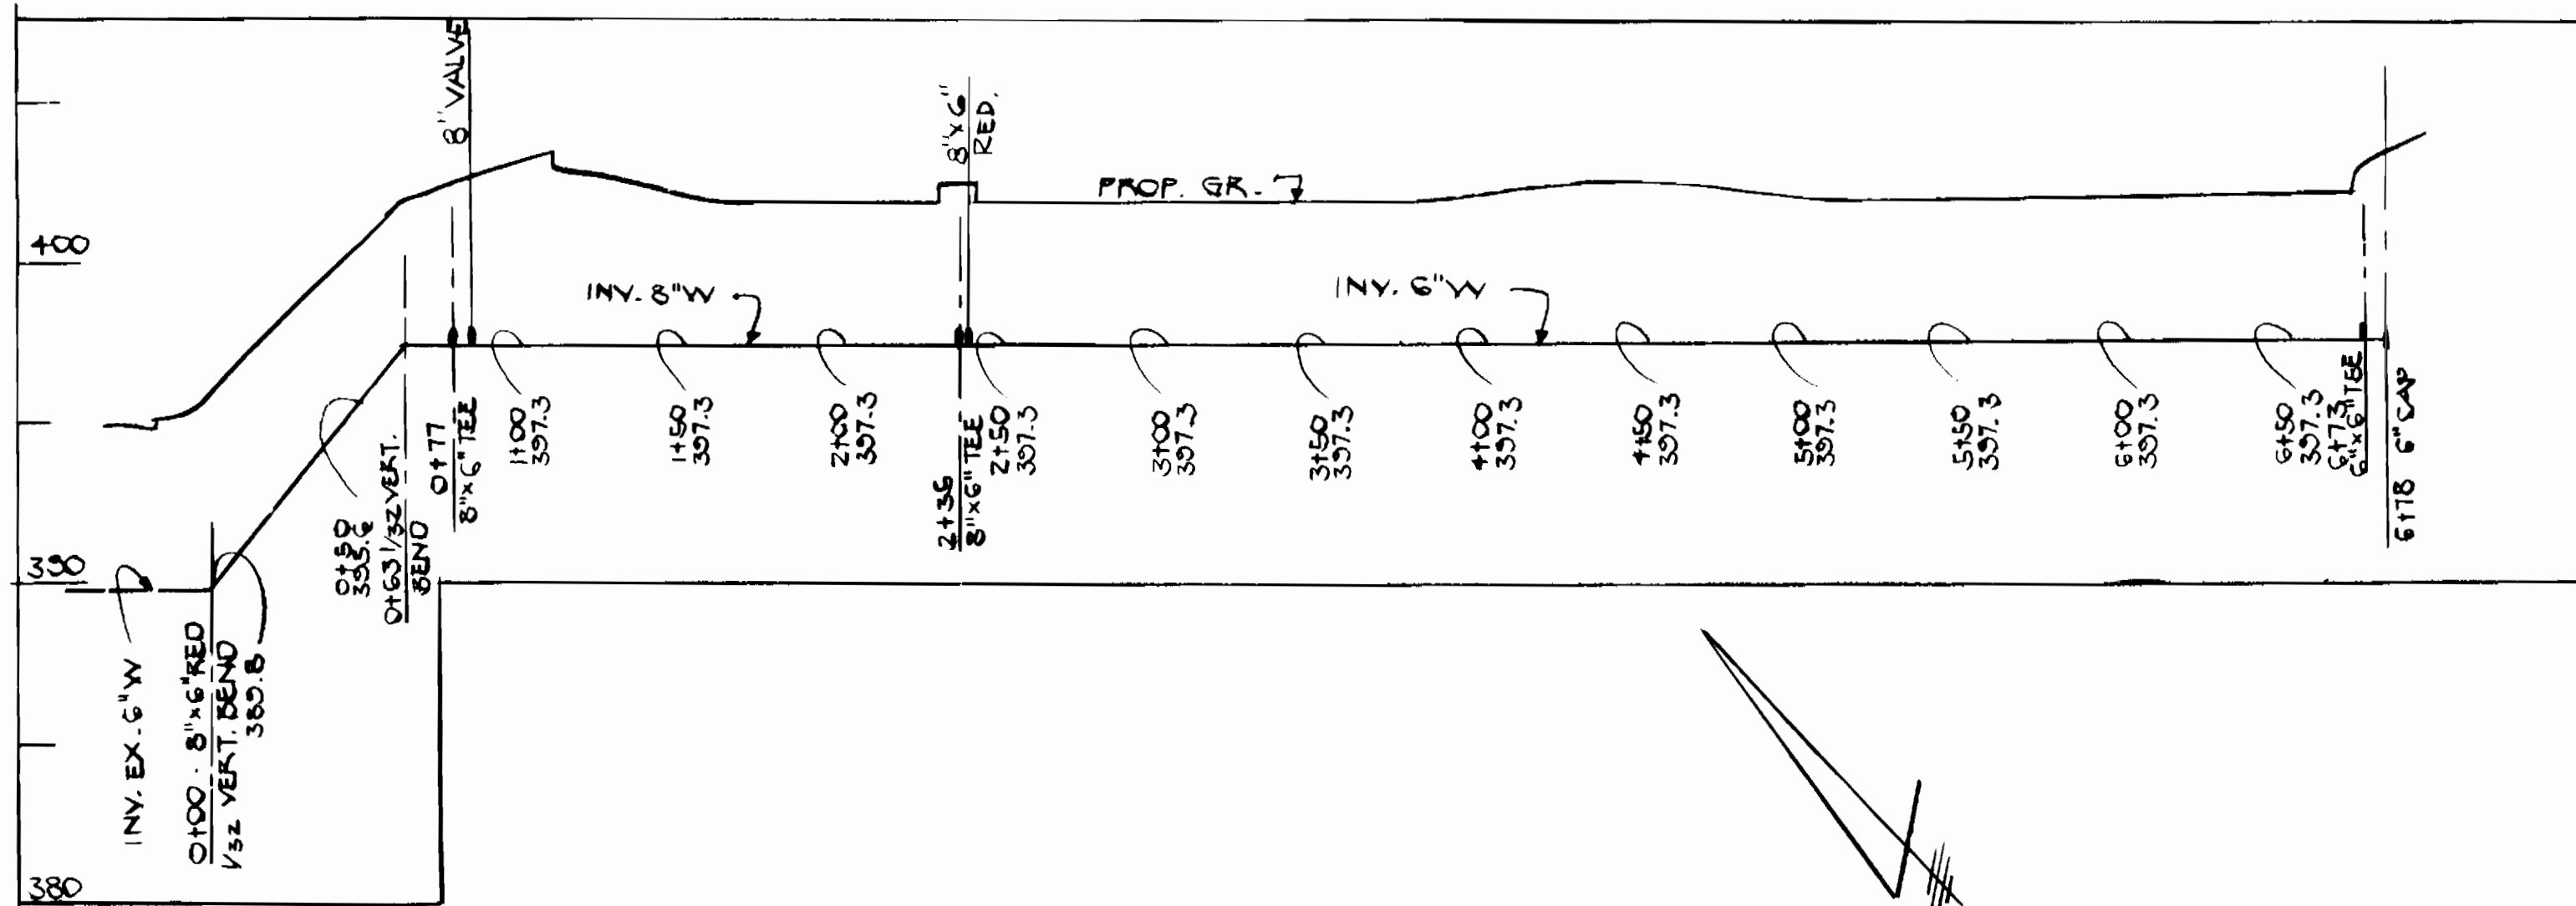 8" VALVE
8"x6"
RED.
PROP. GR.
400
INV. 8"W
INV. 6"W
390
380
INV. EX. 6"W
0+00 · 8"x6" RED
1/32 VERT. BEND
389.8
0+50
395.6
0+63 1/32 VERT.
BEND
0+77
8"x6" TEE
1+00
397.3
1+50
397.3
2+00
397.3
2+36
8"x6" TEE
2+50
397.3
3+00
397.3
3+50
397.3
4+00
397.3
4+50
397.3
5+00
397.3
5+50
397.3
6+00
397.3
6+50
397.3
6+73
6"x6" TEE
6+78 6" CAP